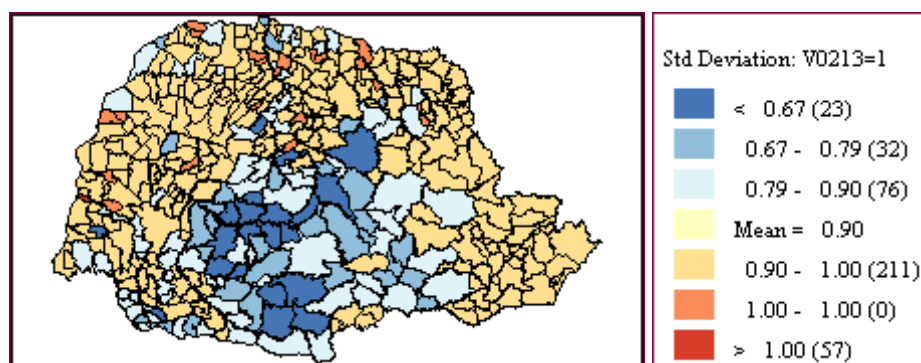 Std Deviation: V0213=1
< 0.67 (23)
0.67 - 0.79 (32)
0.79 - 0.90 (76)
Mean = 0.90
0.90 - 1.00 (211)
1.00 - 1.00 (0)
> 1.00 (57)